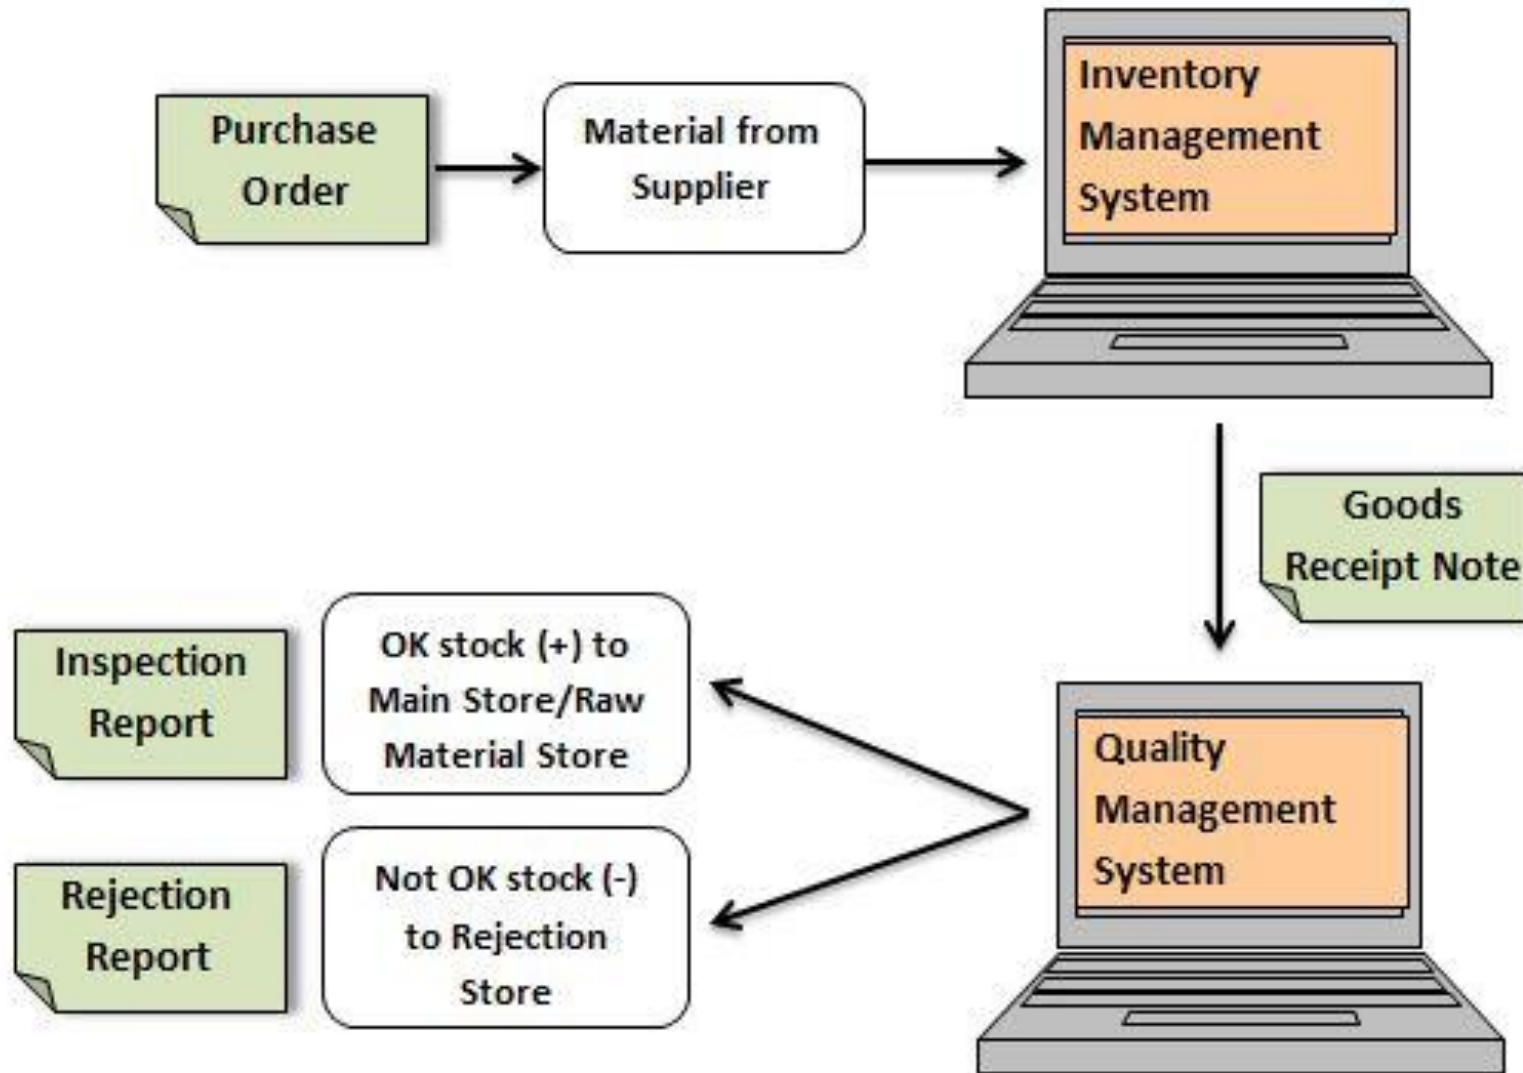 Purchase
Order
Material from
Supplier
Inventory
Management
System
Goods
Receipt Note
Inspection
Report
OK stock (+) to
Main Store/Raw
Material Store
Quality
Management
System
Rejection
Report
Not OK stock (-)
to Rejection
Store